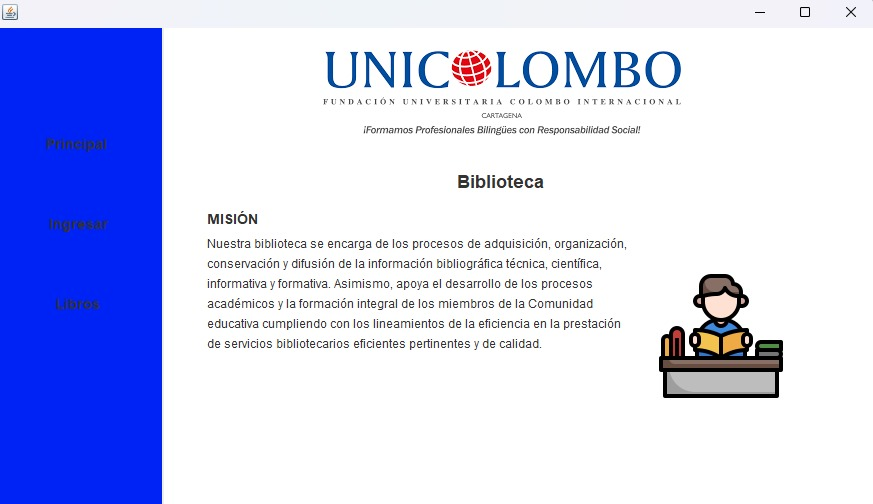 UNICOLOMBO
FUNDACIÓN UNIVERSITARIA COLOMBO INTERNACIONAL
CARTAGENA
¡Formamos Profesionales Bilingües con Responsabilidad Social!
Principal
Ingresar
Libros
Biblioteca
MISIÓN
Nuestra biblioteca se encarga de los procesos de adquisición, organización,
conservación y difusión de la información bibliográfica técnica, científica,
informativa y formativa. Asimismo, apoya el desarrollo de los procesos
académicos y la formación integral de los miembros de la Comunidad
educativa cumpliendo con los lineamientos de la eficiencia en la prestación
de servicios bibliotecarios eficientes pertinentes y de calidad.